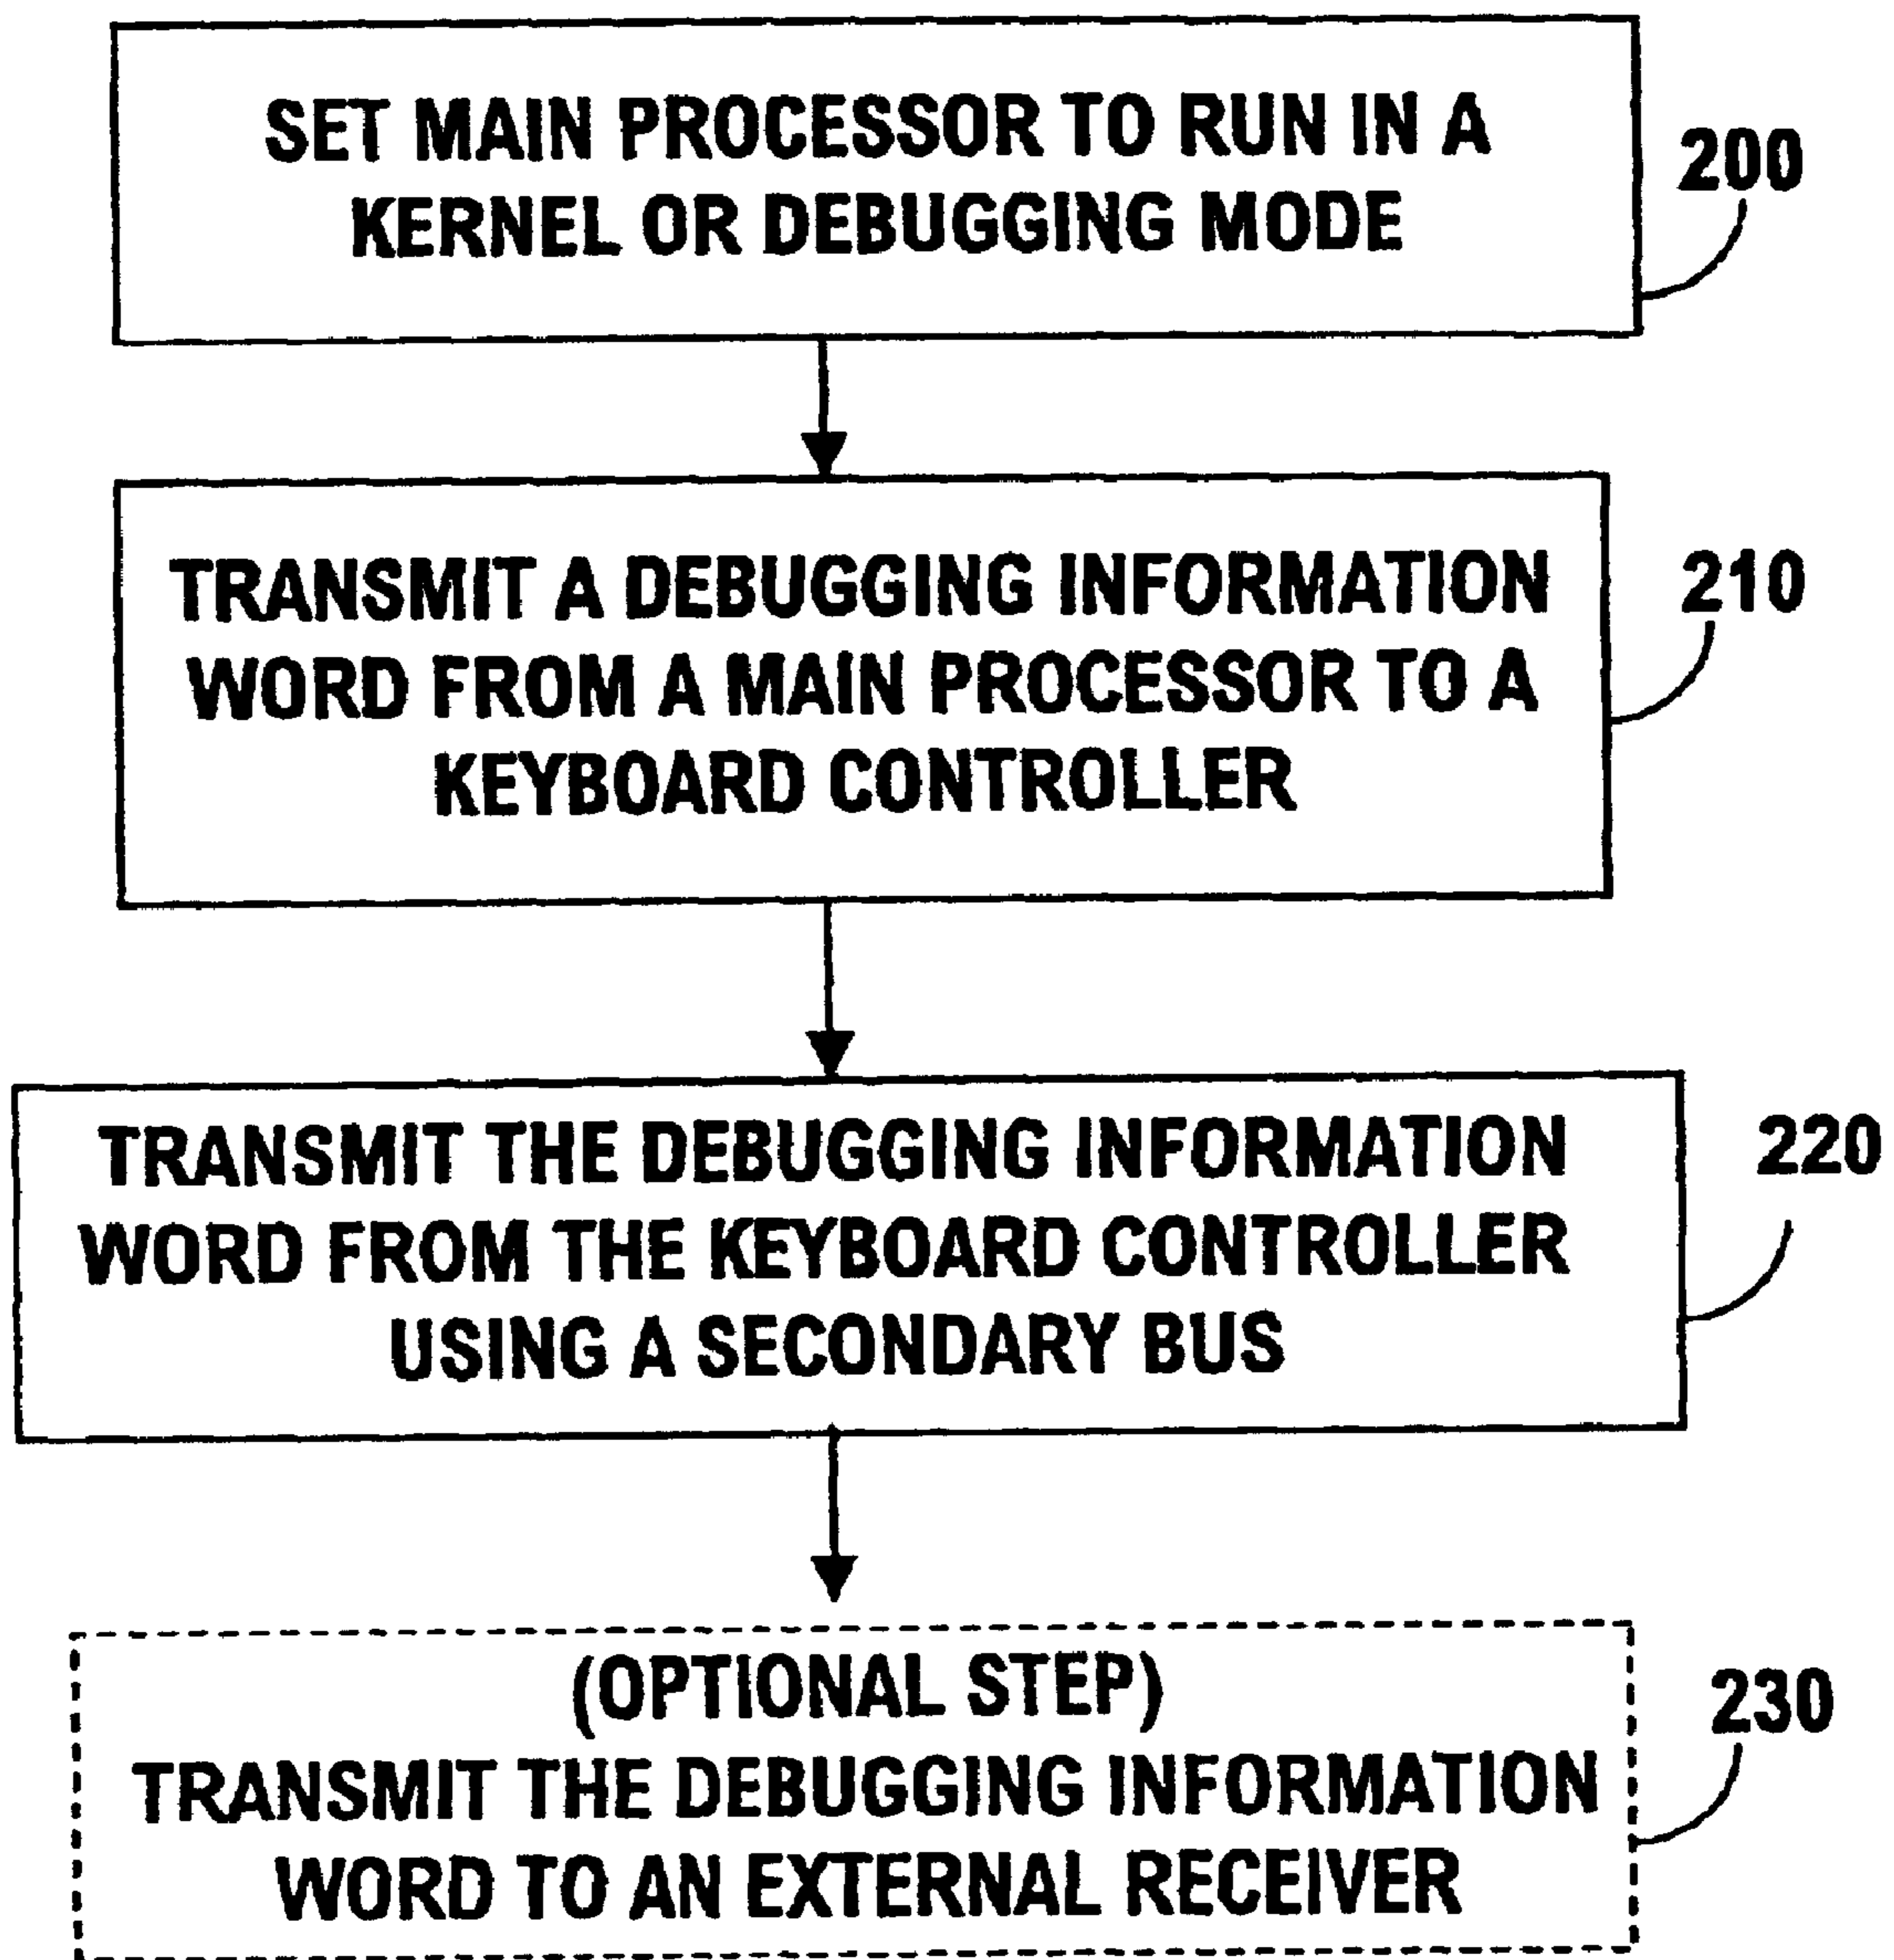 SET MAIN PROCESSOR TO RUN IN A
KERNEL OR DEBUGGING MODE
200
TRANSMIT A DEBUGGING INFORMATION
WORD FROM A MAIN PROCESSOR TO A
KEYBOARD CONTROLLER
210
TRANSMIT THE DEBUGGING INFORMATION
WORD FROM THE KEYBOARD CONTROLLER
USING A SECONDARY BUS
220
(OPTIONAL STEP)
TRANSMIT THE DEBUGGING INFORMATION
WORD TO AN EXTERNAL RECEIVER
230